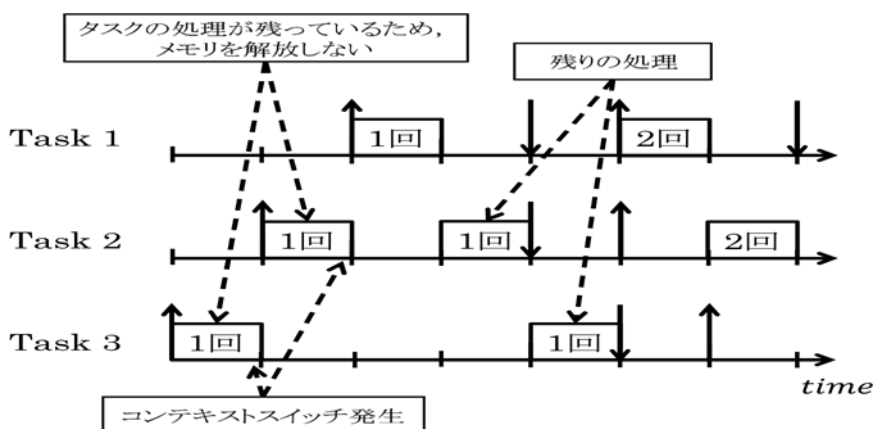 タスクの処理が残っているため，
メモリを解放しない
残りの処理
Task 1
1回
2回
Task 2
1回
1回
2回
Task 3
1回
1回
time
コンテキストスイッチ発生